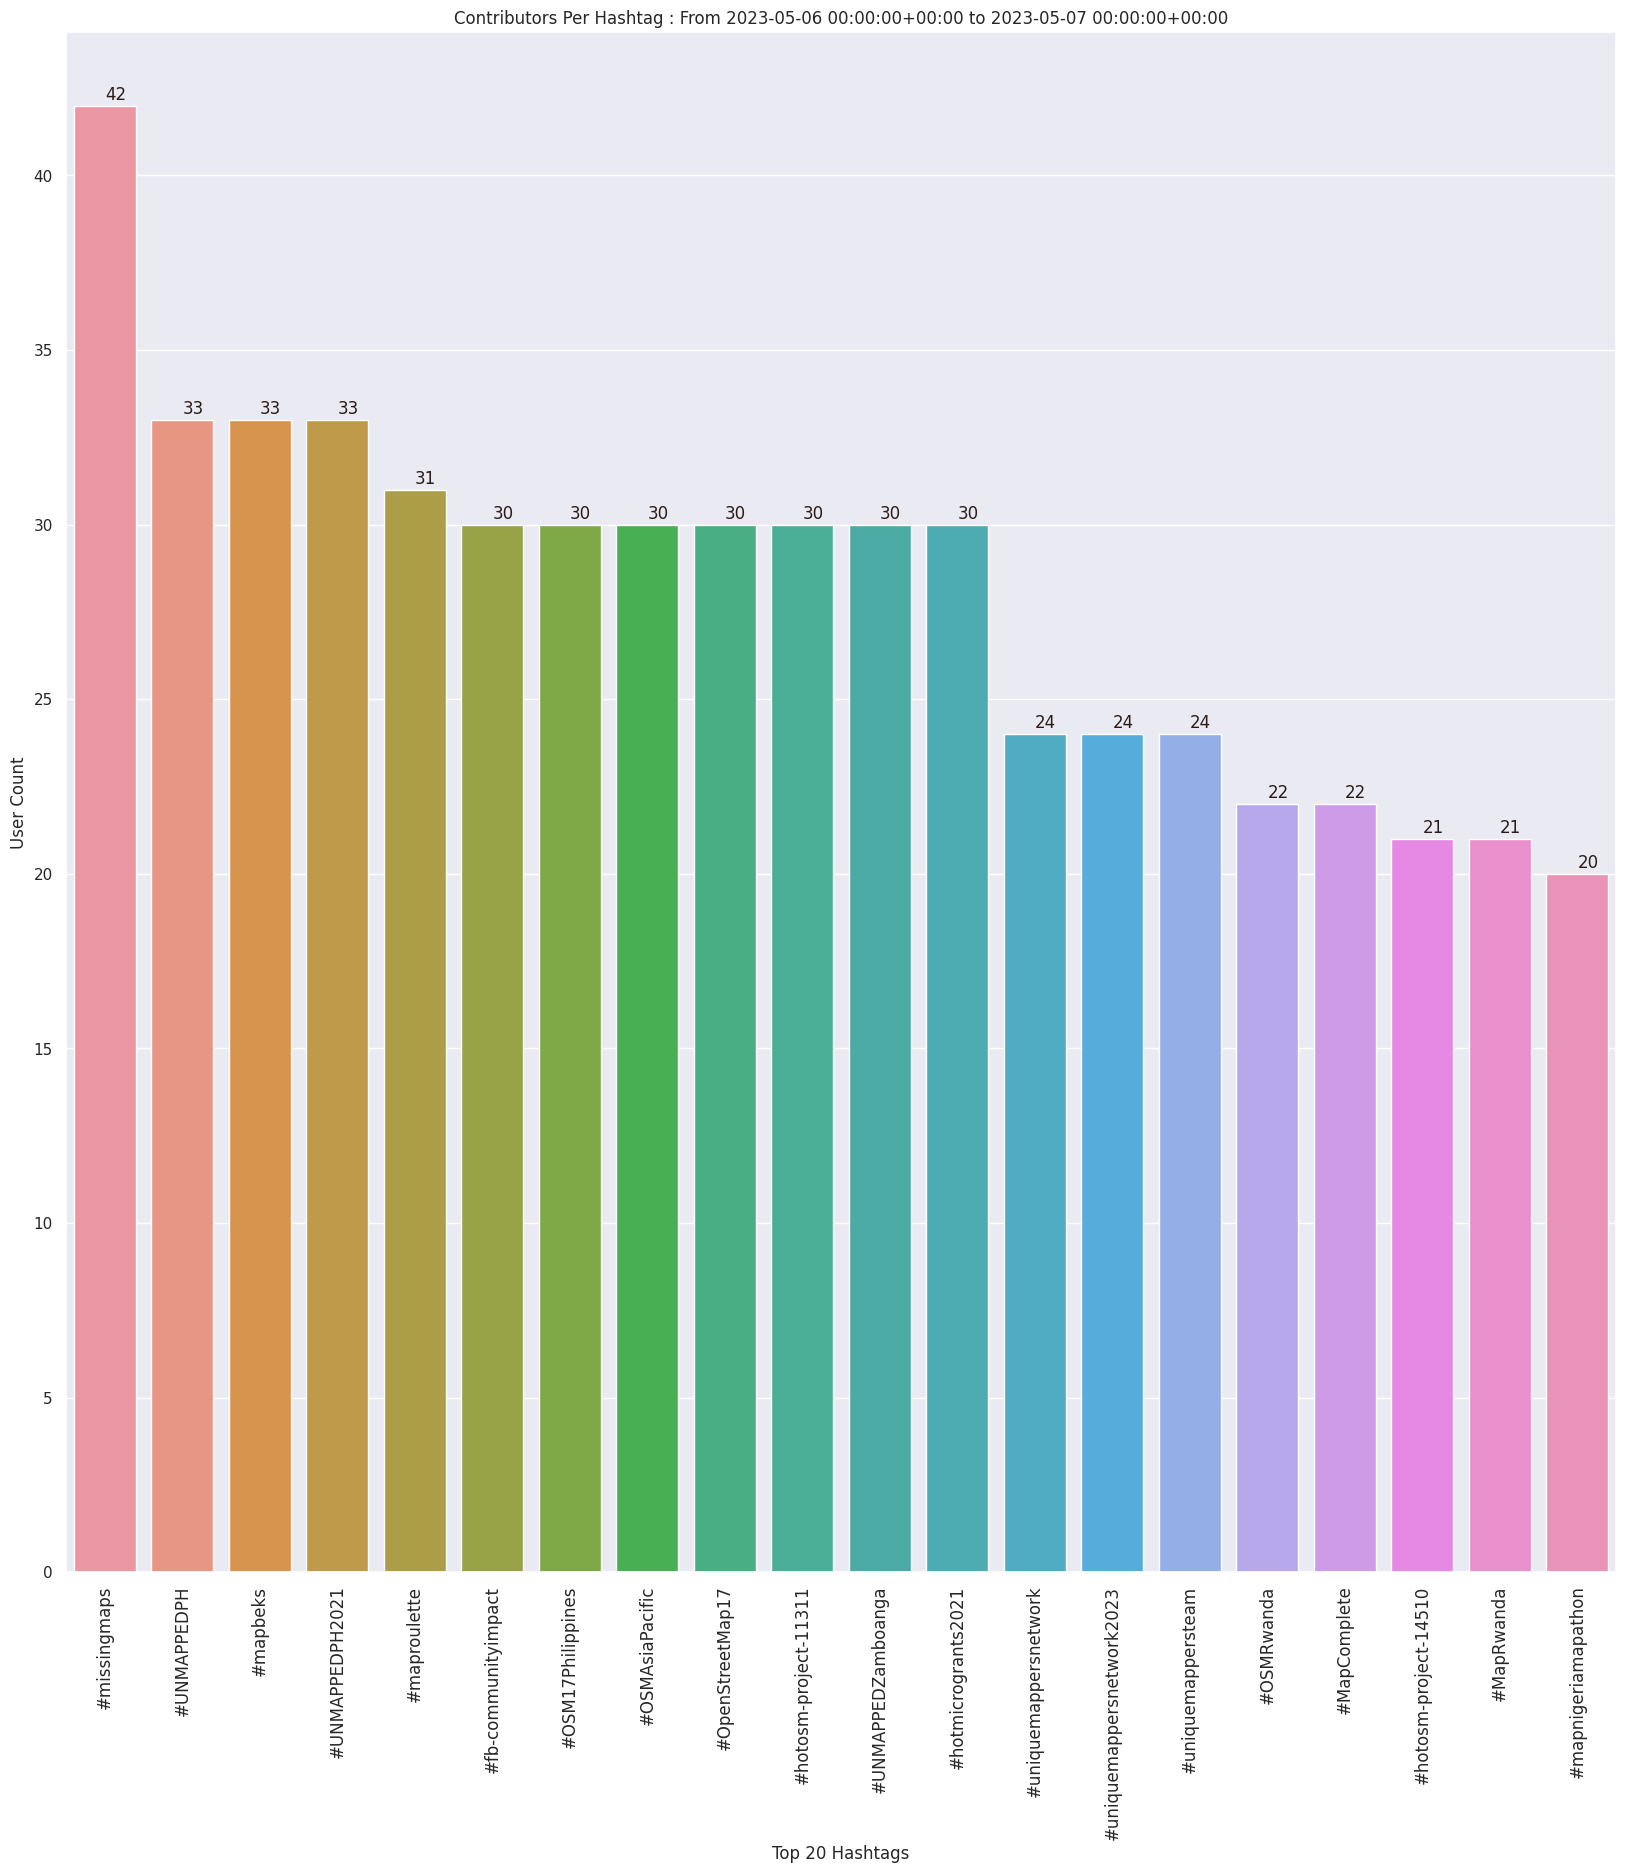 Contributors Per Hashtag : From 2023-05-06 00:00:00+00:00 to 2023-05-07 00:00:00+00:00
User Count
40
35
30
25
20
15
10
5
0
42
33
33
33
31
30
30
30
30
30
30
30
24
24
24
22
22
21
21
20
#missingmaps
#UNMAPPEDPH
#mapbeks
#UNMAPPEDPH2021
#maproulette
#fb-communityimpact
#OSM17Philippines
#OSMAsiaPacific
#OpenStreetMap17
#hotosm-project-11311
#UNMAPPEDZamboanga
#hotmicrogrants2021
#uniquemappersnetwork
#uniquemappersnetwork2023
#uniquemappersteam
#OSMRwanda
#MapComplete
#hotosm-project-14510
#MapRwanda
#mapnigeriamapathon
Top 20 Hashtags